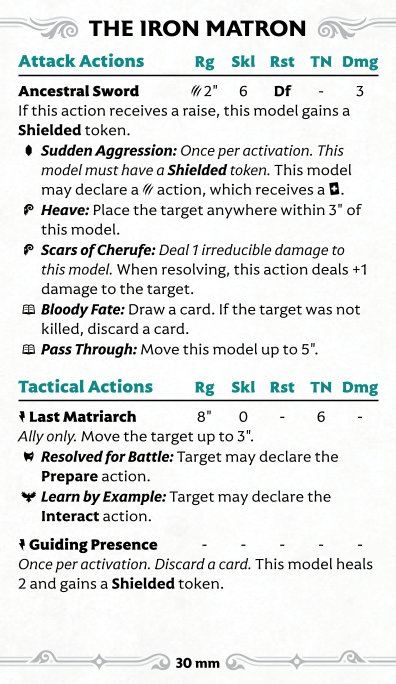 THE IRON MATRON
Attack Actions Rg Skl Rst TN Dmg
Ancestral Sword 2" 6 Df - 3
If this action receives a raise, this model gains a
Shielded token.
Sudden Aggression: Once per activation. This
model must have a Shielded token. This model
may declare a action, which receives a .
Heave: Place the target anywhere within 3" of
this model.
Scars of Cherufe: Deal 1 irreducible damage to
this model. When resolving, this action deals +1
damage to the target.
Bloody Fate: Draw a card. If the target was not
killed, discard a card.
Pass Through: Move this model up to 5".
Tactical Actions Rg Skl Rst TN Dmg
Last Matriarch 8" 0 - 6 -
Ally only. Move the target up to 3".
Resolved for Battle: Target may declare the
Prepare action.
Learn by Example: Target may declare the
Interact action.
Guiding Presence - - - - -
Once per activation. Discard a card. This model heals
2 and gains a Shielded token.
30 mm